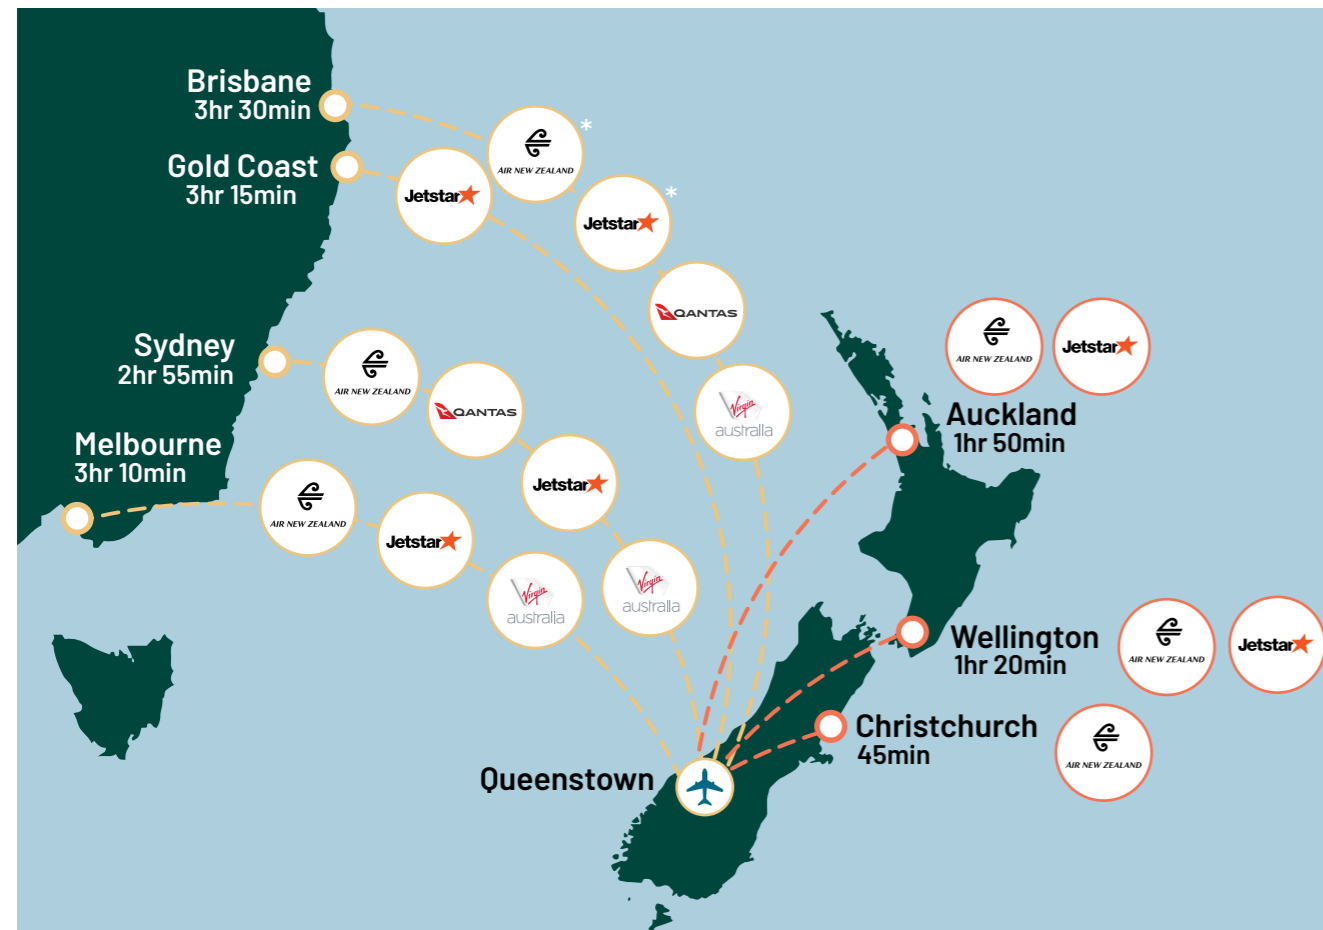 Brisbane
3hr 30min
AIR NEW ZEALAND
*
Jetstar
*
QANTAS
Virgin
australia
Gold Coast
3hr 15min
Jetstar
Sydney
2hr 55min
AIR NEW ZEALAND
QANTAS
Jetstar
Virgin
australia
Melbourne
3hr 10min
AIR NEW ZEALAND
Jetstar
Virgin
australia
AIR NEW ZEALAND
Jetstar
Auckland
1hr 50min
Wellington
1hr 20min
AIR NEW ZEALAND
Jetstar
Christchurch
45min
AIR NEW ZEALAND
Queenstown